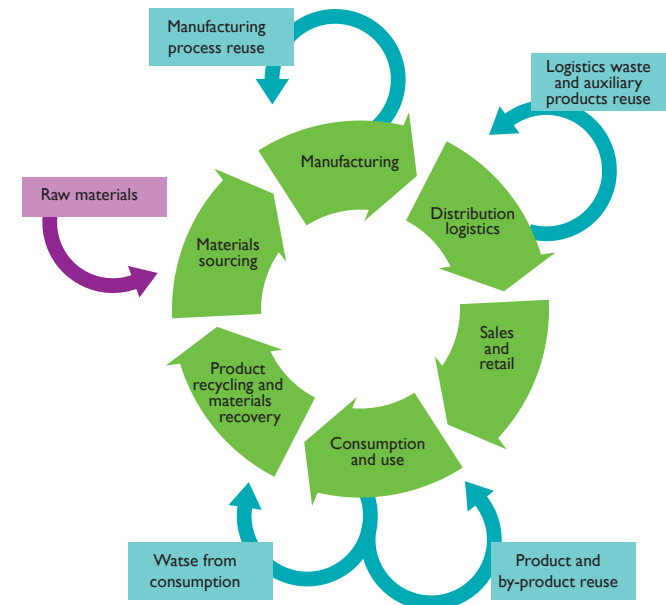 Manufacturing
process reuse
Logistics waste
and auxiliary
products reuse
Manufacturing
Raw materials
Distribution
logistics
Materials
sourcing
Sales
and
retail
Product
recycling and
materials
recovery
Consumption
and use
Watse from
consumption
Product and
by-product reuse